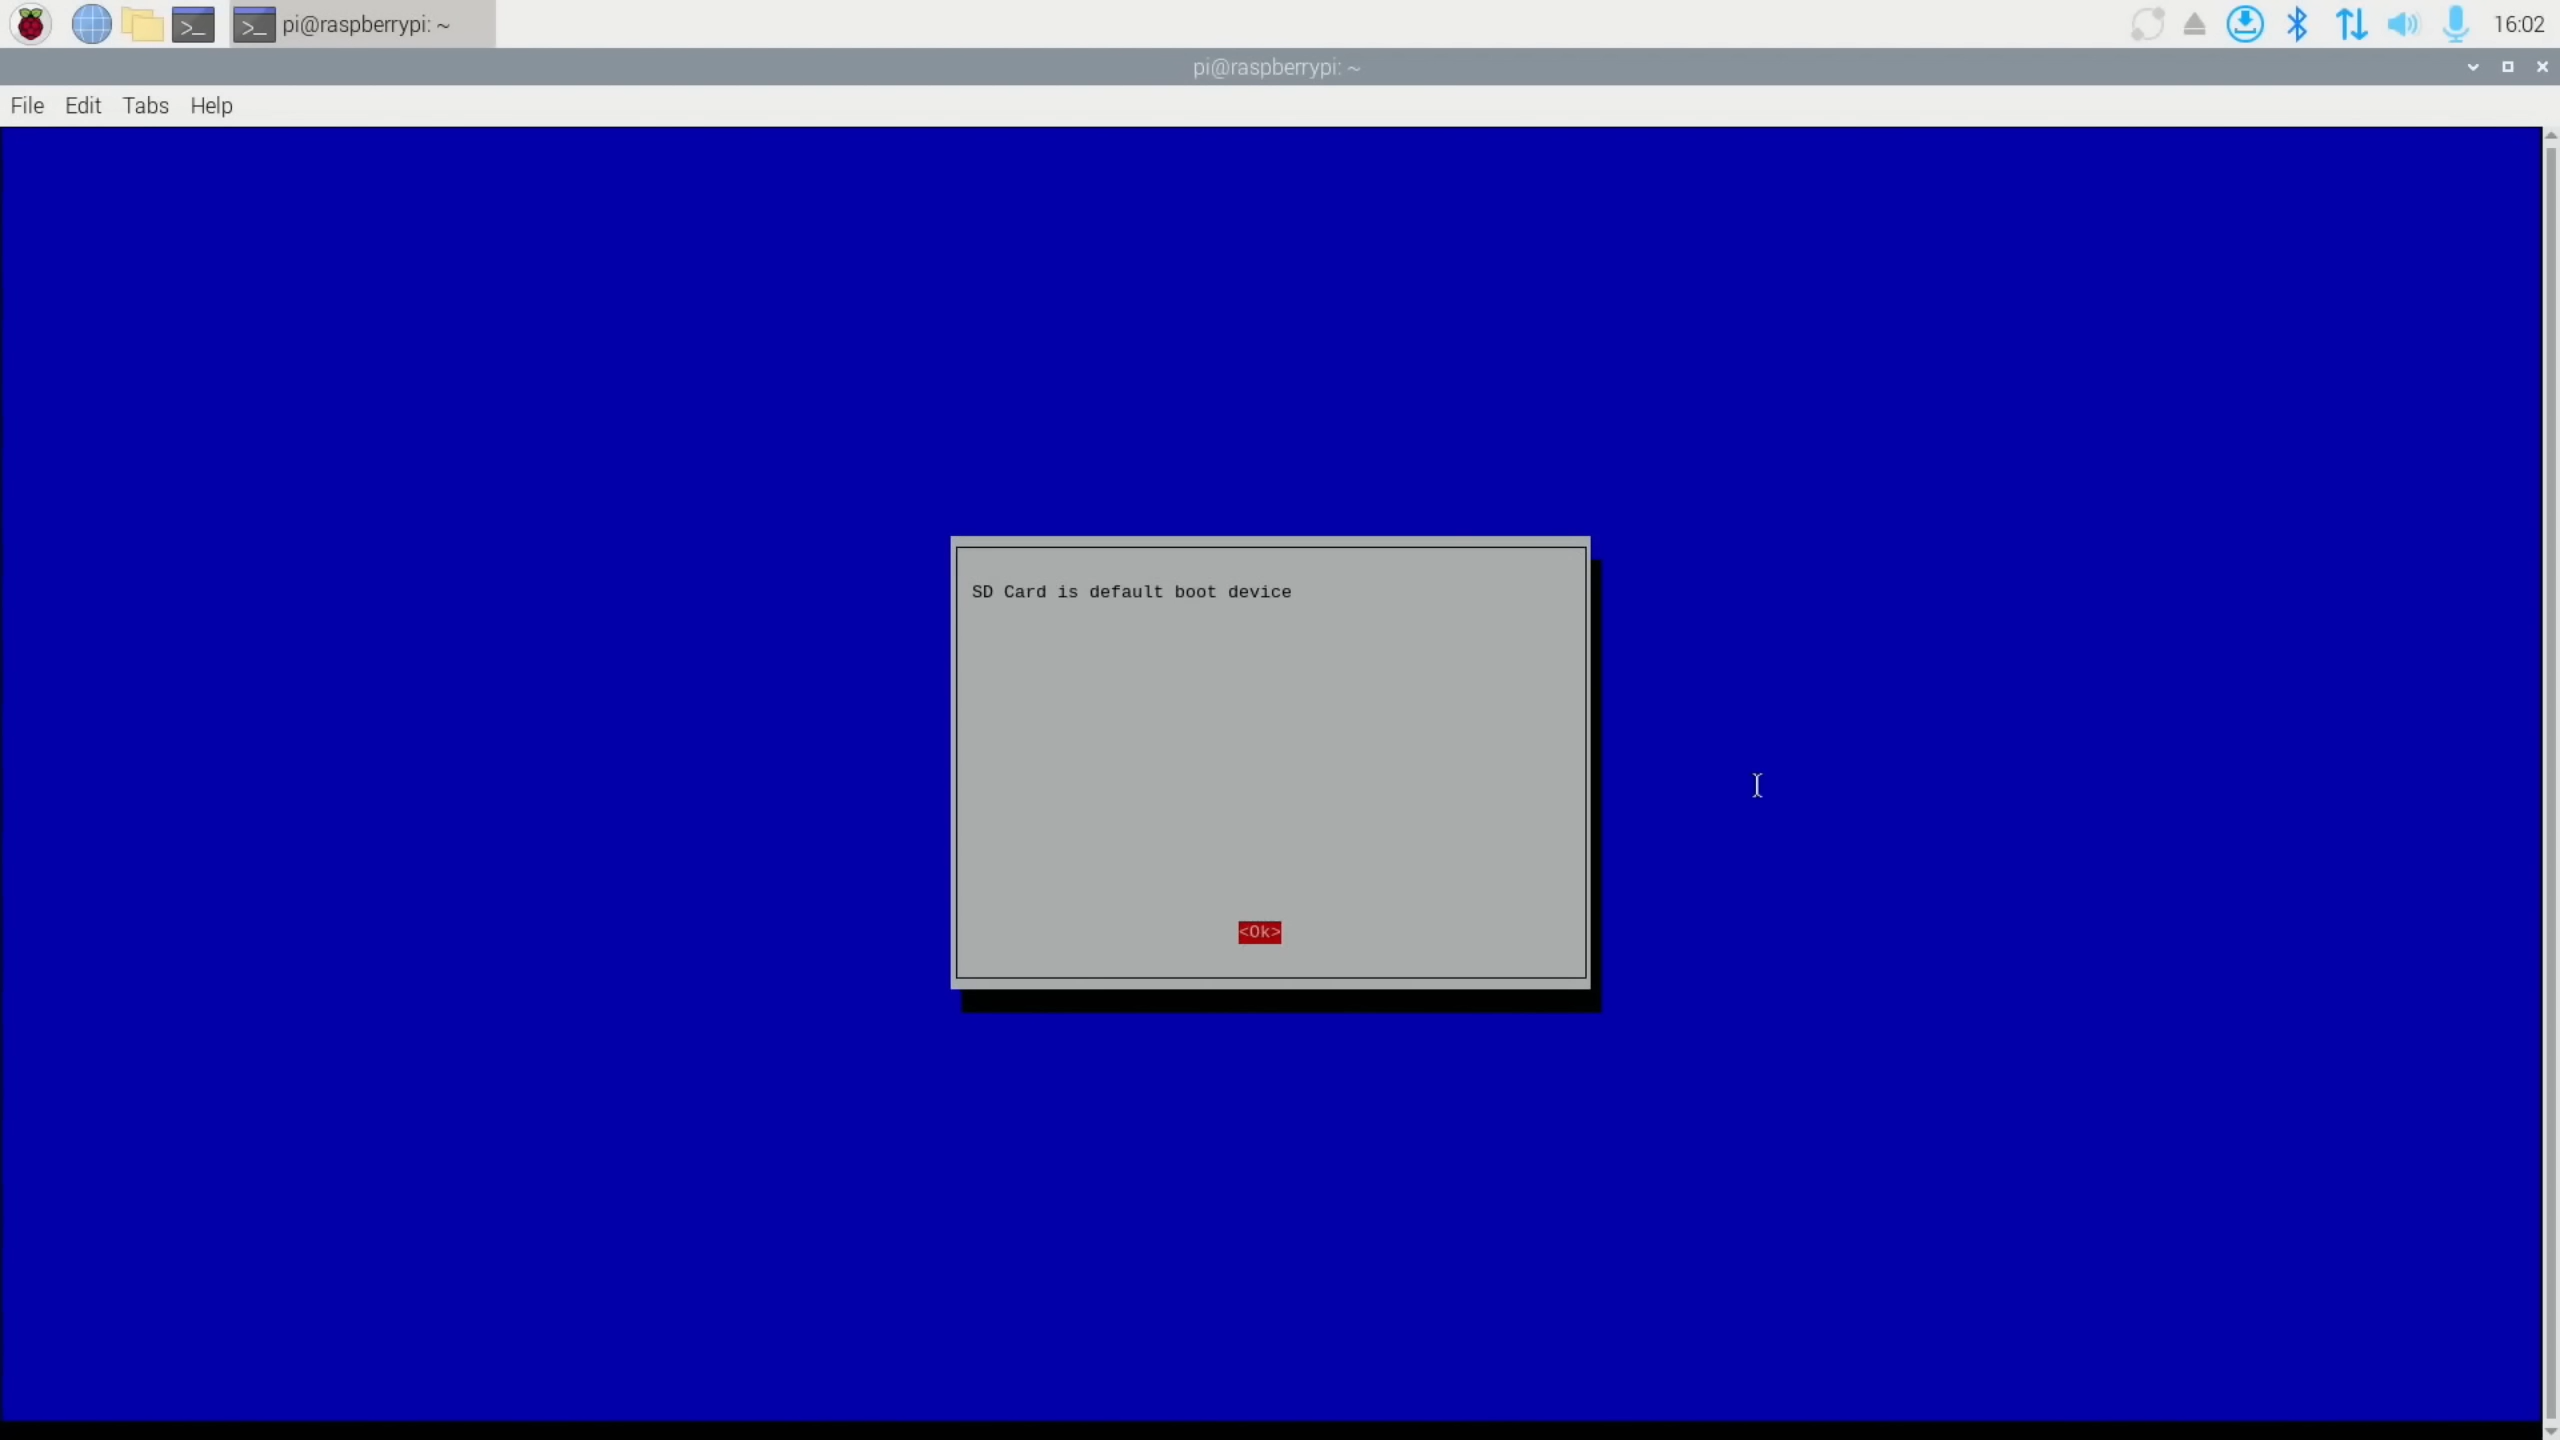 pi@raspberrypi: ~
16:02
pi@raspberrypi: ~
File Edit Tabs Help
SD Card is default boot device
<Ok>